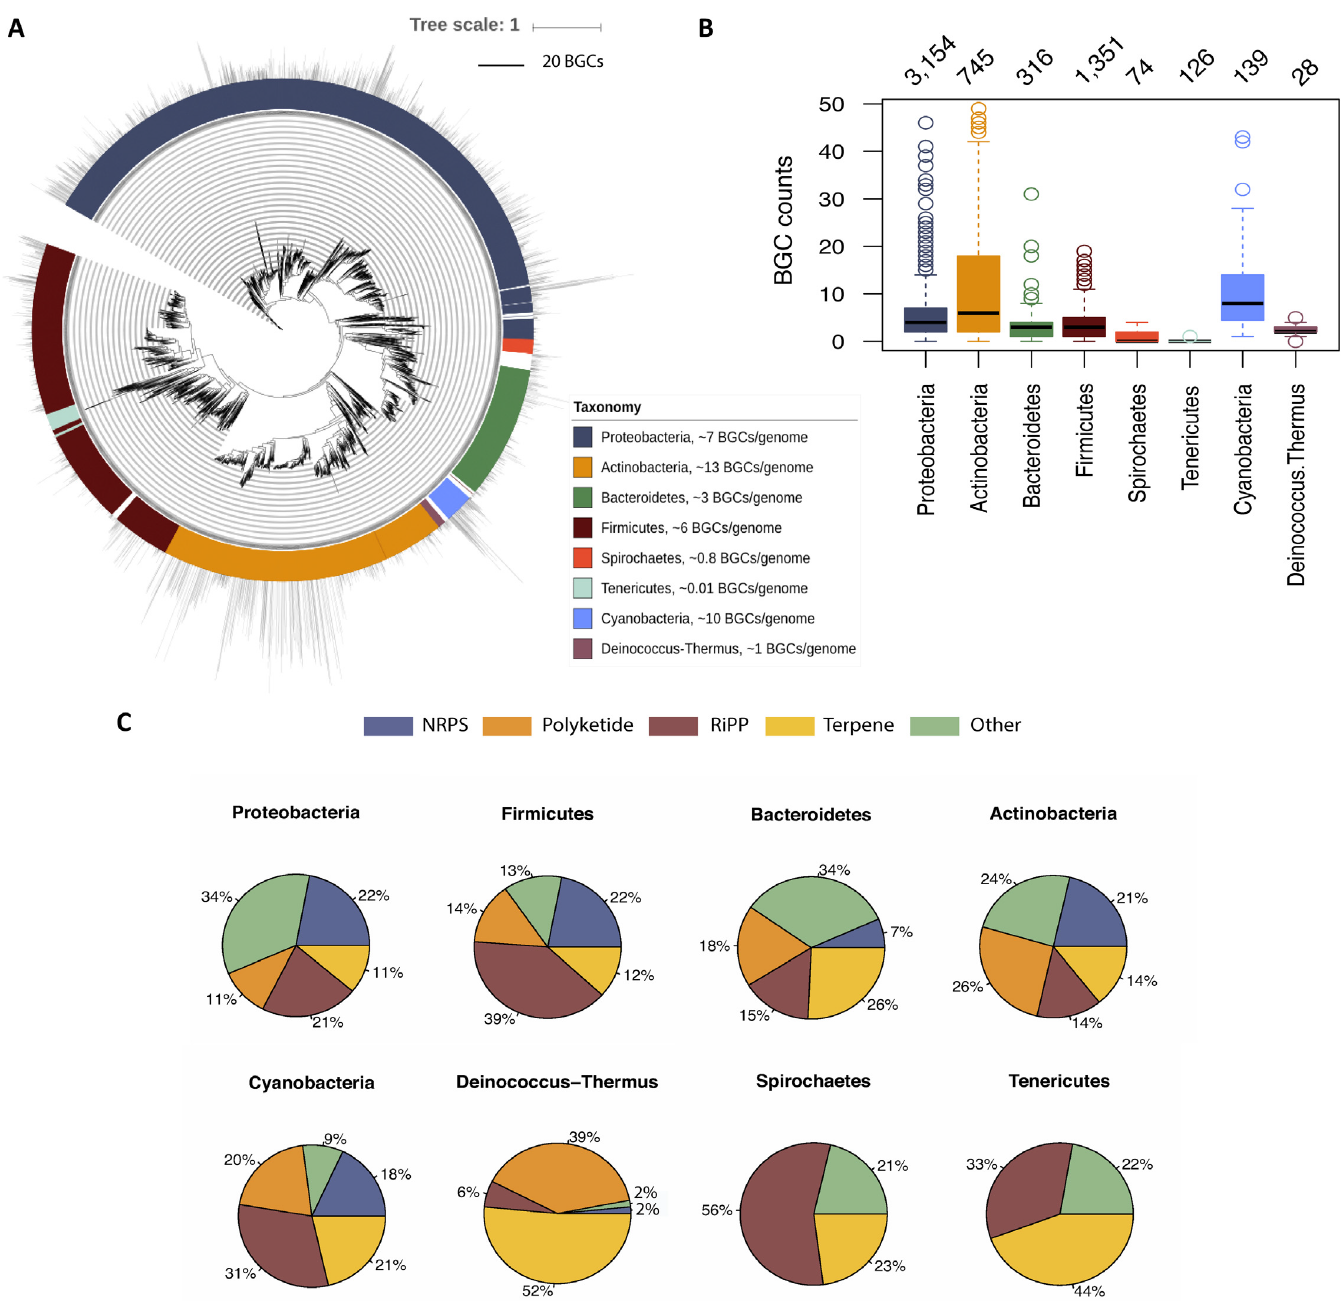 A
Tree scale: 1
20 BGCs
Taxonomy
Proteobacteria, ~7 BGCs/genome
Actinobacteria, ~13 BGCs/genome
Bacteroidetes, ~3 BGCs/genome
Firmicutes, ~6 BGCs/genome
Spirochaetes, ~0.8 BGCs/genome
Tenericutes, ~0.01 BGCs/genome
Cyanobacteria, ~10 BGCs/genome
Deinococcus-Thermus, ~1 BGCs/genome
B
3,154 745 316 1,351 74 126 139 28
BGC counts
50
40
30
20
10
0
Proteobacteria
Actinobacteria
Bacteroidetes
Firmicutes
Spirochaetes
Tenericutes
Cyanobacteria
Deinococcus.Thermus
C
NRPS Polyketide RiPP Terpene Other
Proteobacteria
34%
22%
11%
11%
21%
Firmicutes
13%
22%
14%
12%
39%
Bacteroidetes
34%
7%
18%
26%
15%
Actinobacteria
24%
21%
26%
14%
14%
Cyanobacteria
9%
20%
18%
31%
21%
Deinococcus–Thermus
39%
6%
2%
2%
52%
Spirochaetes
21%
56%
23%
Tenericutes
33%
22%
44%